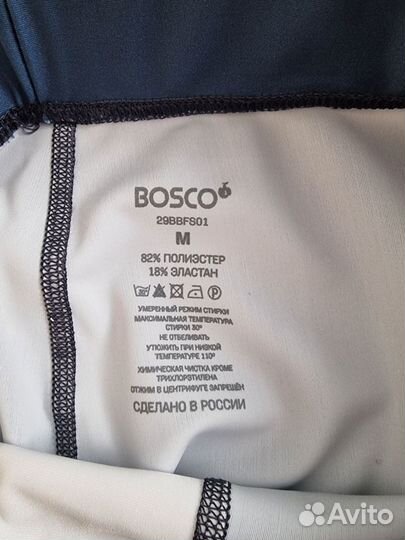 BOSCO
29BBFS01
M
82% ПОЛИЭСТЕР
18% ЭЛАСТАН
УМЕРЕННЫЙ РЕЖИМ СТИРКИ
МАКСИМАЛЬНАЯ ТЕМПЕРАТУРА
СТИРКИ 30°
НЕ ОТБЕЛИВАТЬ
УТЮЖИТЬ ПРИ НИЗКОЙ
ТЕМПЕРАТУРЕ 110°
ХИМИЧЕСКАЯ ЧИСТКА КРОМЕ
ТРИХЛОРЭТИЛЕНА
ОТЖИМ В ЦЕНТРИФУГЕ ЗАПРЕЩЁН
СДЕЛАНО В РОССИИ
Avito